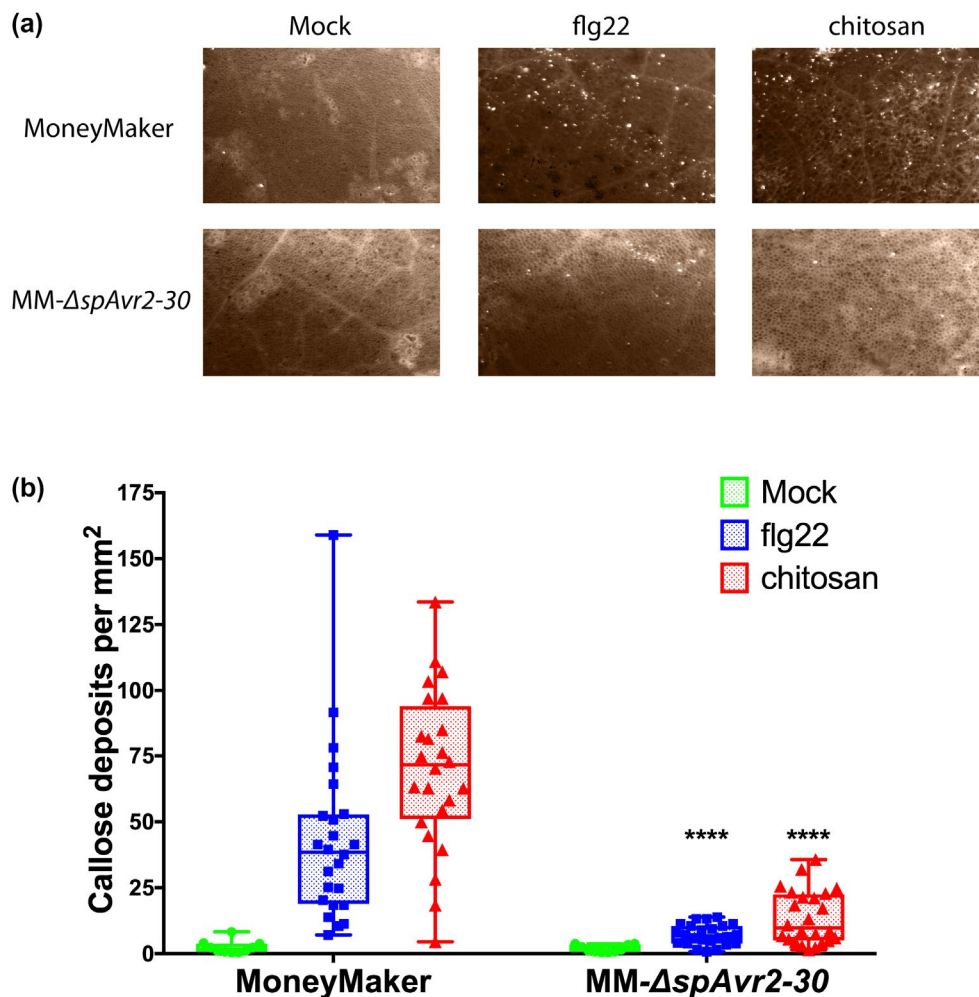 (a)
Mock flg22 chitosan
MoneyMaker
MM-ΔspAvr2-30
(b)
Callose deposits per mm²
175
150
125
100
75
50
25
0
Mock
flg22
chitosan
**** ****
MoneyMaker MM-ΔspAvr2-30